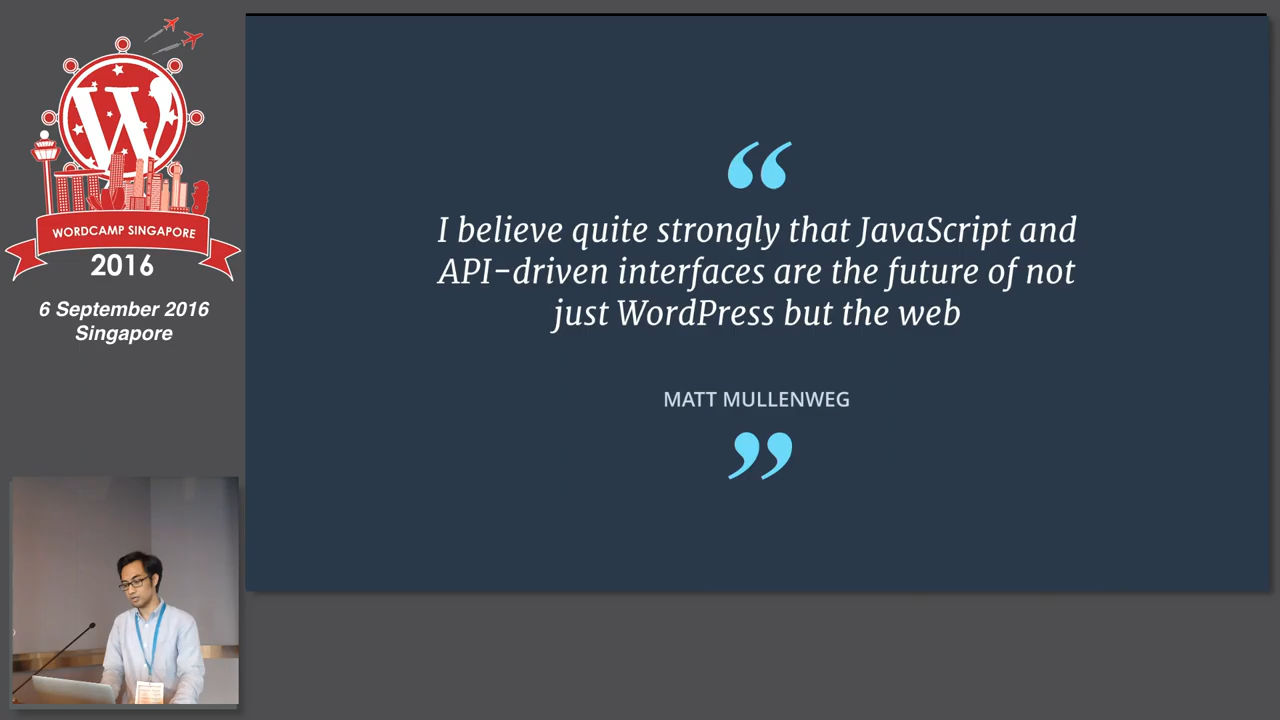 W
WORDCAMP SINGAPORE
2016
6 September 2016
Singapore
“
I believe quite strongly that JavaScript and
API-driven interfaces are the future of not
just WordPress but the web
MATT MULLENWEG
”